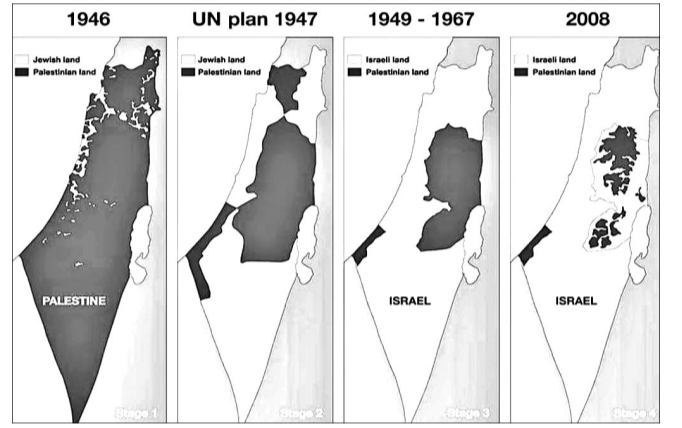 1946
Jewish land
Palestinian land
PALESTINE
Stage 1
UN plan 1947
Jewish land
Palestinian land
Stage 2
1949 - 1967
Israeli land
Palestinian land
ISRAEL
Stage 3
2008
Israeli land
Palestinian land
ISRAEL
Stage 4